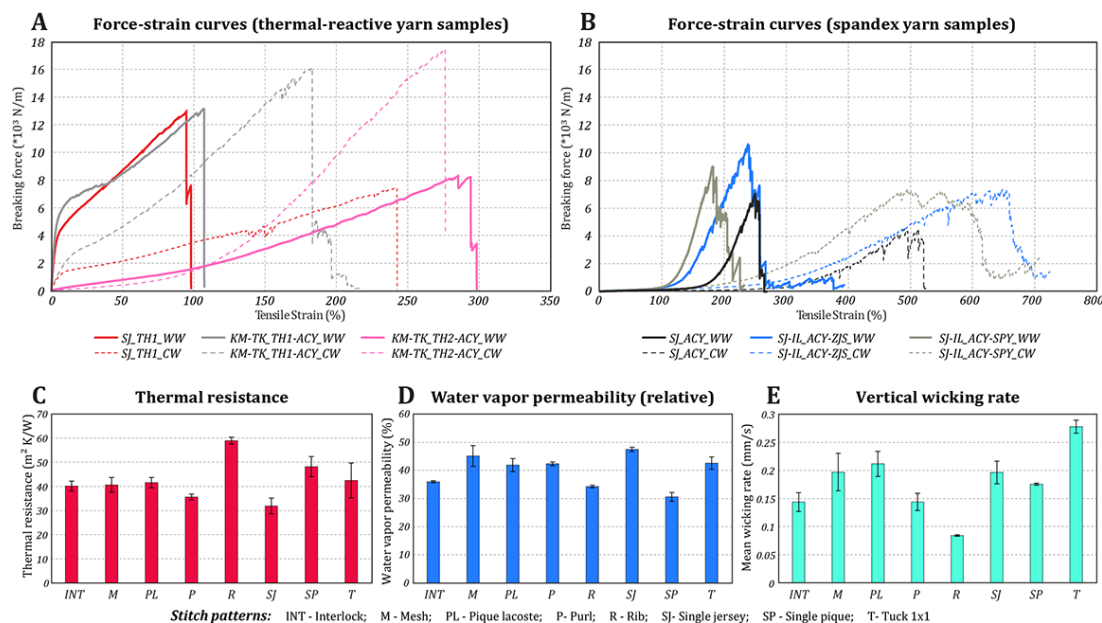 A Force-strain curves (thermal-reactive yarn samples)
Breaking force (*10³ N/m)
18
16
14
12
10
8
6
4
2
0
0 50 100 150 200 250 300 350
Tensile Strain (%)
SJ_TH1_WW KM-TK_TH1-ACY_WW KM-TK_TH2-ACY_WW
SJ_TH1_CW KM-TK_TH1-ACY_CW KM-TK_TH2-ACY_CW
B Force-strain curves (spandex yarn samples)
Breaking force (*10³ N/m)
18
16
14
12
10
8
6
4
2
0
0 100 200 300 400 500 600 700 800
Tensile Strain (%)
SJ_ACY_WW SJ-IL_ACY-ZJS_WW SJ-IL_ACY-SPY_WW
SJ_ACY_CW SJ-IL_ACY-ZJS_CW SJ-IL_ACY-SPY_CW
C Thermal resistance
Thermal resistance (m² K/W)
70
60
50
40
30
20
10
0
INT M PL P R SJ SP T
D Water vapor permeability (relative)
Water vapor permeability (%)
60
50
40
30
20
10
0
INT M PL P R SJ SP T
E Vertical wicking rate
Mean wicking rate (mm/s)
0.3
0.25
0.2
0.15
0.1
0.05
0
INT M PL P R SJ SP T
Stitch patterns: INT - Interlock; M - Mesh; PL - Pique lacoste; P- Purl; R - Rib; SJ- Single jersey; SP - Single pique; T- Tuck 1x1